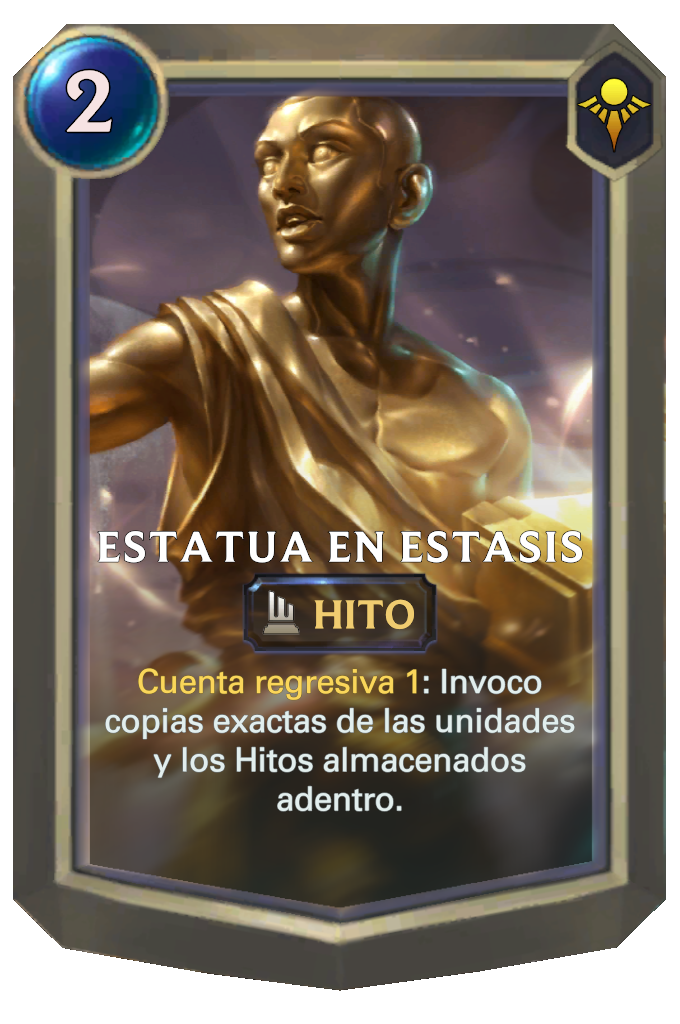 2
ESTATUA EN ESTASIS
HITO
Cuenta regresiva 1: Invoco
copias exactas de las unidades
y los Hitos almacenados
adentro.